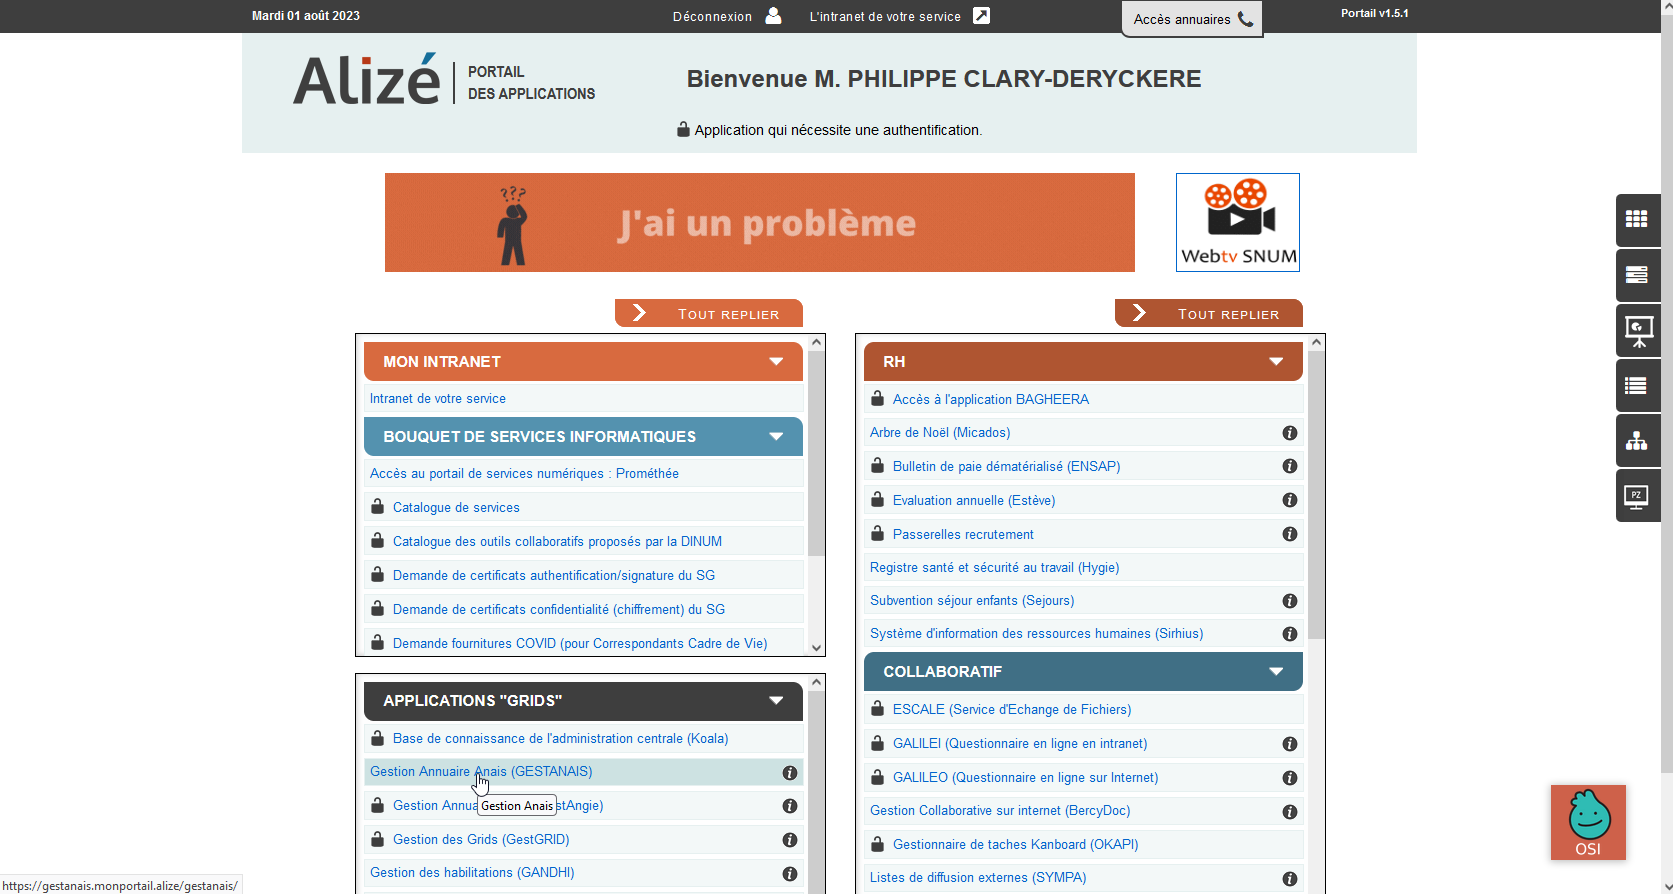 Mardi 01 août 2023
Déconnexion
L'intranet de votre service
Accès annuaires
Portail v1.5.1
Alizé
PORTAIL
DES APPLICATIONS
Bienvenue M. PHILIPPE CLARY-DERYCKERE
Application qui nécessite une authentification.
???
J'ai un problème
Webtv SNUM
TOUT REPLIER
MON INTRANET
Intranet de votre service
BOUQUET DE SERVICES INFORMATIQUES
Accès au portail de services numériques : Prométhée
Catalogue de services
Catalogue des outils collaboratifs proposés par la DINUM
Demande de certificats authentification/signature du SG
Demande de certificats confidentialité (chiffrement) du SG
Demande fournitures COVID (pour Correspondants Cadre de Vie)
APPLICATIONS "GRIDS"
Base de connaissance de l'administration centrale (Koala)
Gestion Annuaire Anais (GESTANAIS)
Gestion Annua
stAngie)
Gestion Anais
Gestion des Grids (GestGRID)
Gestion des habilitations (GANDHI)
TOUT REPLIER
RH
Accès à l'application BAGHEERA
Arbre de Noël (Micados)
Bulletin de paie dématérialisé (ENSAP)
Evaluation annuelle (Estève)
Passerelles recrutement
Registre santé et sécurité au travail (Hygie)
Subvention séjour enfants (Sejours)
Système d'information des ressources humaines (Sirhius)
COLLABORATIF
ESCALE (Service d'Echange de Fichiers)
GALILEI (Questionnaire en ligne en intranet)
GALILEO (Questionnaire en ligne sur Internet)
Gestion Collaborative sur internet (BercyDoc)
Gestionnaire de taches Kanboard (OKAPI)
Listes de diffusion externes (SYMPA)
PZ
OSI
https://gestanais.monportail.alize/gestanais/